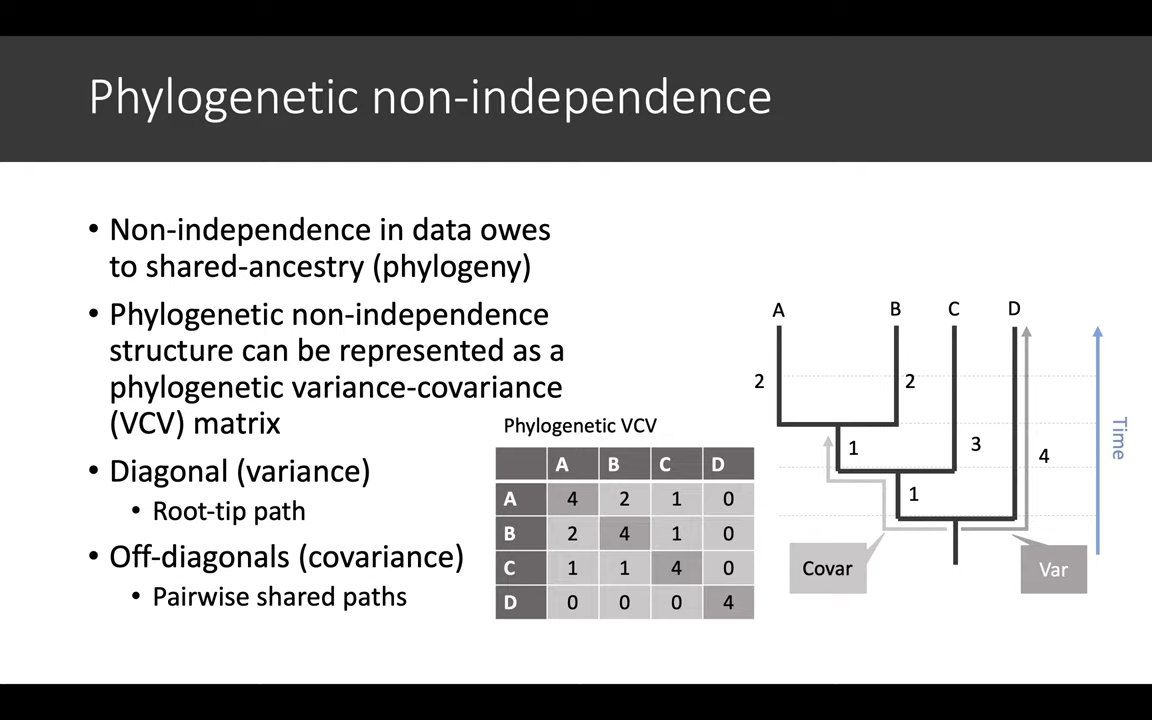 Phylogenetic non-independence
• Non-independence in data owes
to shared-ancestry (phylogeny)
• Phylogenetic non-independence
structure can be represented as a
phylogenetic variance-covariance
(VCV) matrix
• Diagonal (variance)
• Root-tip path
• Off-diagonals (covariance)
• Pairwise shared paths
Phylogenetic VCV
A B C D
A 4 2 1 0
B 2 4 1 0
C 1 1 4 0
D 0 0 0 4
A B C D
2 2
1 3 4
1
Covar Var
Time